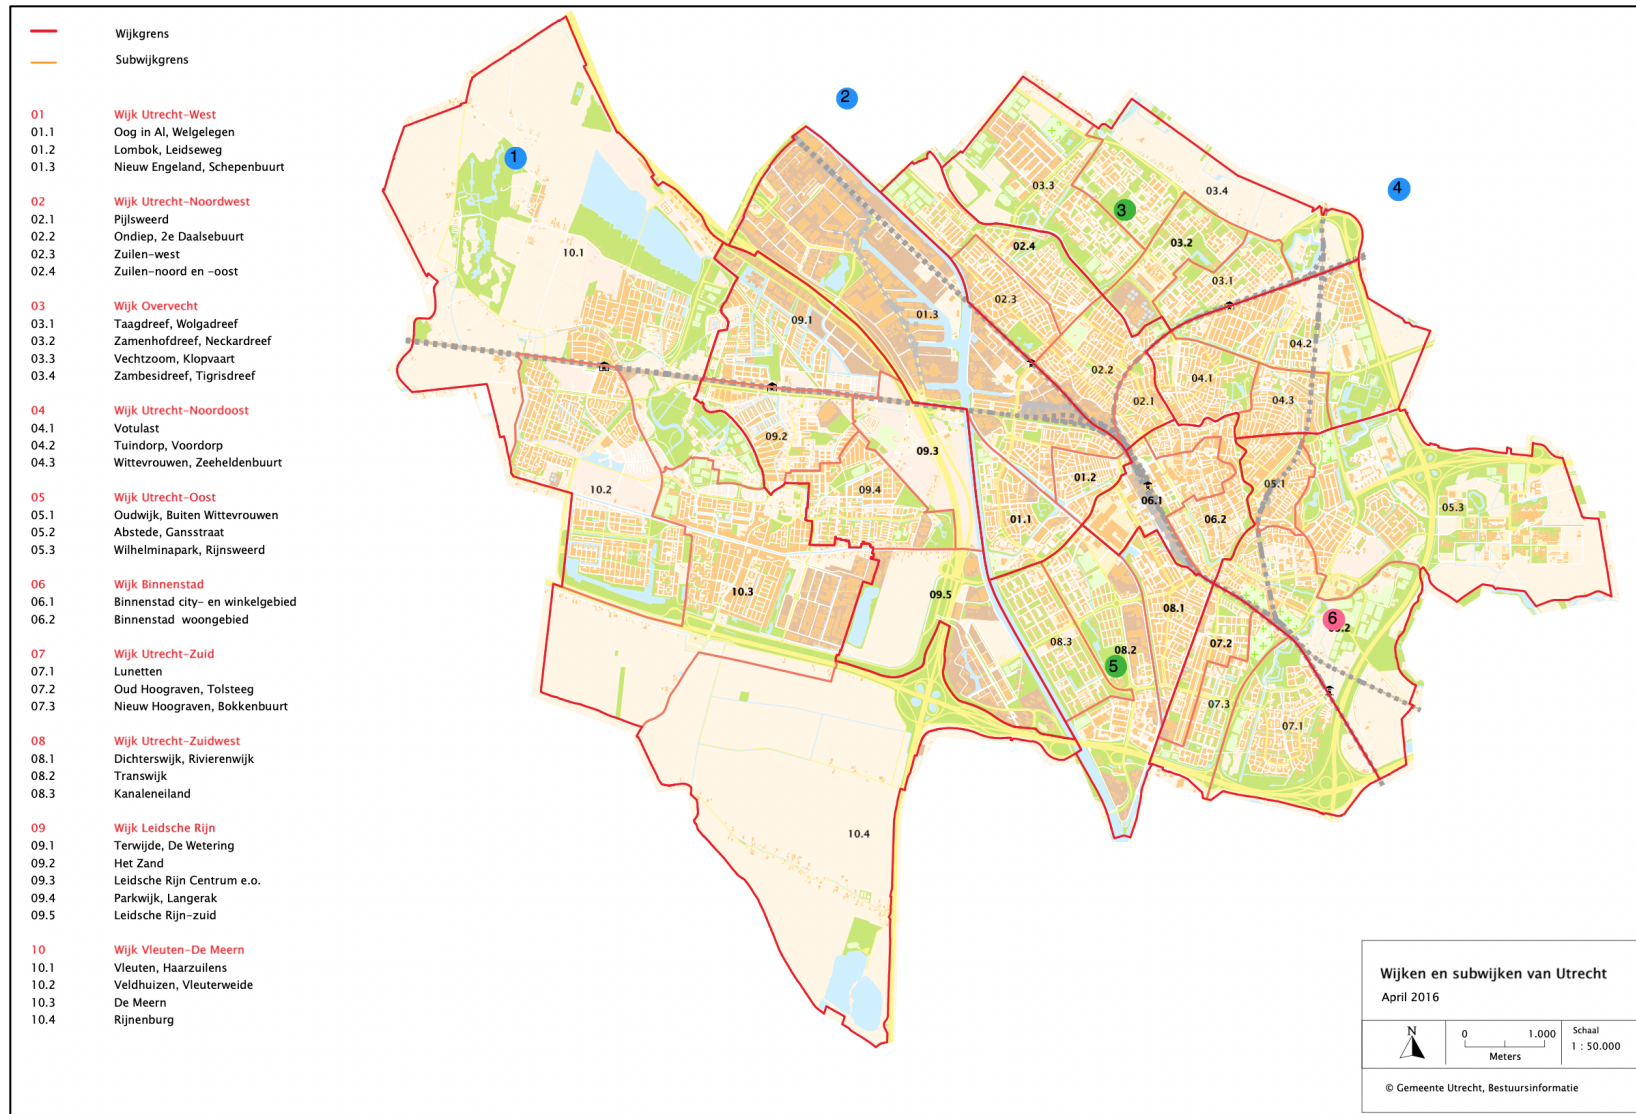 Wijkgrens
Subwijkgrens
01 Wijk Utrecht-West
01.1 Oog in Al, Welgelegen
01.2 Lombok, Leidseweg
01.3 Nieuw Engeland, Schepenbuurt
02 Wijk Utrecht-Noordwest
02.1 Pijlsweerd
02.2 Ondiep, 2e Daalsebuurt
02.3 Zuilen-west
02.4 Zuilen-noord en -oost
03 Wijk Overvecht
03.1 Taagdreef, Wolgadreef
03.2 Zamenhofdreef, Neckardreef
03.3 Vechtzoom, Klopvaart
03.4 Zambesidreef, Tigrisdreef
04 Wijk Utrecht-Noordoost
04.1 Votulast
04.2 Tuindorp, Voordorp
04.3 Wittevrouwen, Zeeheldenbuurt
05 Wijk Utrecht-Oost
05.1 Oudwijk, Buiten Wittevrouwen
05.2 Abstede, Gansstraat
05.3 Wilhelminapark, Rijnsweerd
06 Wijk Binnenstad
06.1 Binnenstad city- en winkelgebied
06.2 Binnenstad woongebied
07 Wijk Utrecht-Zuid
07.1 Lunetten
07.2 Oud Hoograven, Tolsteeg
07.3 Nieuw Hoograven, Bokkenbuurt
08 Wijk Utrecht-Zuidwest
08.1 Dichterswijk, Rivierenwijk
08.2 Transwijk
08.3 Kanaleneiland
09 Wijk Leidsche Rijn
09.1 Terwijde, De Wetering
09.2 Het Zand
09.3 Leidsche Rijn Centrum e.o.
09.4 Parkwijk, Langerak
09.5 Leidsche Rijn-zuid
10 Wijk Vleuten-De Meern
10.1 Vleuten, Haarzuilens
10.2 Veldhuizen, Vleuterweide
10.3 De Meern
10.4 Rijnenburg
2
1
4
3
03.3
03.4
02.4
03.2
10.1
03.1
02.3
01.3
09.1
04.2
02.2
04.1
02.1
04.3
09.2
09.3
01.2
05.1
10.2
09.4
06.1
05.3
01.1
06.2
10.3
09.5
08.1
6
08.3
08.2
07.2
5
07.3
07.1
10.4
Wijken en subwijken van Utrecht
April 2016
N
0 1.000
Meters
Schaal
1 : 50.000
© Gemeente Utrecht, Bestuursinformatie